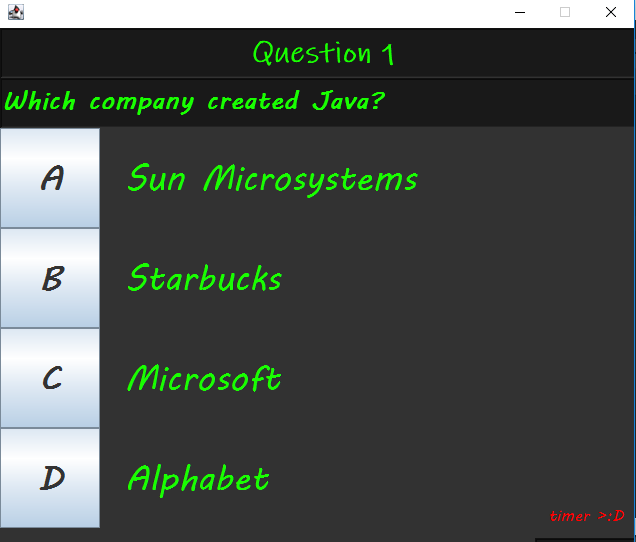 Question 1
Which company created Java?
A
Sun Microsystems
B
Starbucks
C
Microsoft
D
Alphabet
timer >:D